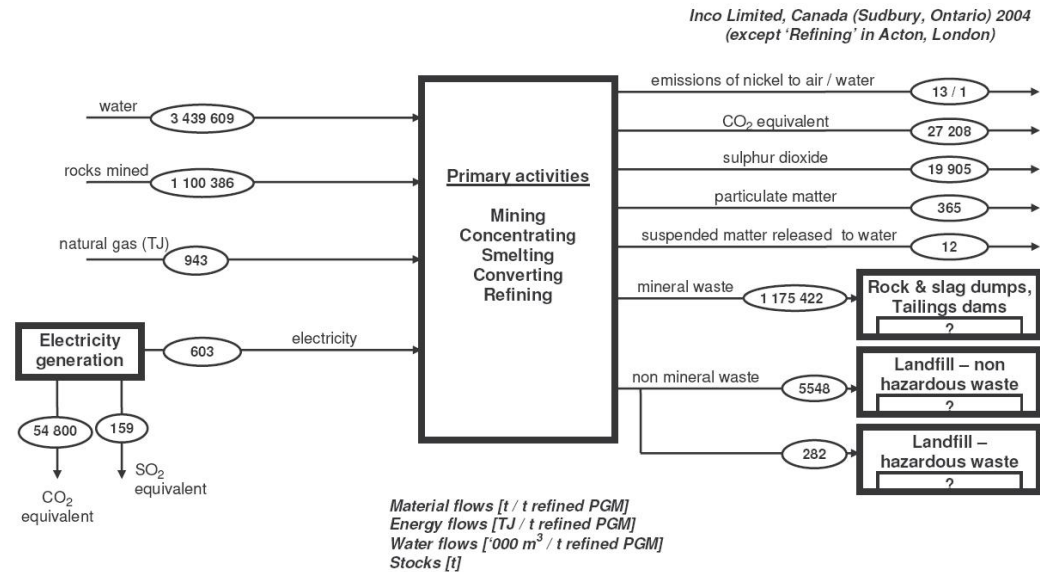 Inco Limited, Canada (Sudbury, Ontario) 2004
(except ‘Refining’ in Acton, London)
water
3 439 609
rocks mined
1 100 386
natural gas (TJ)
943
Electricity
generation
603
electricity
54 800
159
CO2
equivalent
SO2
equivalent
Primary activities
Mining
Concentrating
Smelting
Converting
Refining
emissions of nickel to air / water
13 / 1
CO2 equivalent
27 208
sulphur dioxide
19 905
particulate matter
365
suspended matter released to water
12
mineral waste
1 175 422
Rock & slag dumps,
Tailings dams
?
non mineral waste
5548
Landfill – non
hazardous waste
?
282
Landfill –
hazardous waste
?
Material flows [t / t refined PGM]
Energy flows [TJ / t refined PGM]
Water flows [‘000 m3 / t refined PGM]
Stocks [t]